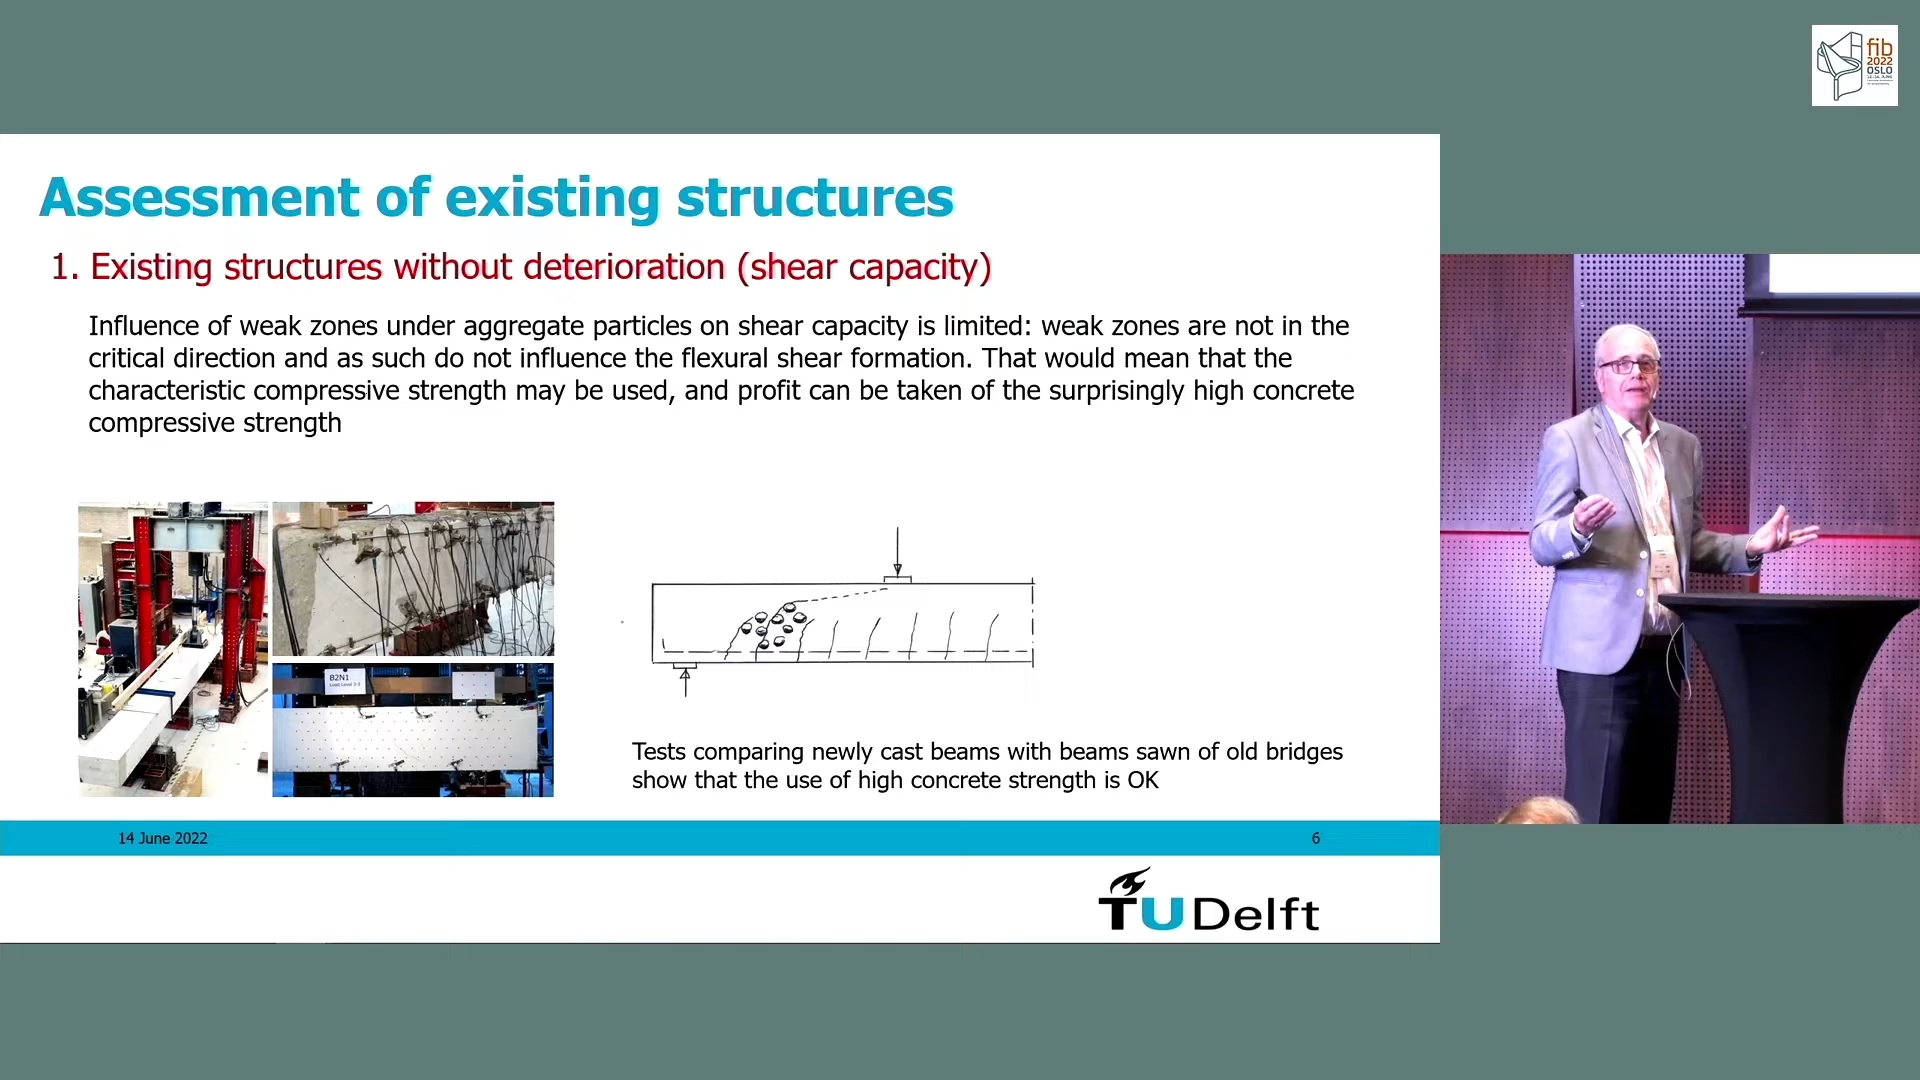 fib
2022
OSLO
Assessment of existing structures
1. Existing structures without deterioration (shear capacity)
Influence of weak zones under aggregate particles on shear capacity is limited: weak zones are not in the
critical direction and as such do not influence the flexural shear formation. That would mean that the
characteristic compressive strength may be used, and profit can be taken of the surprisingly high concrete
compressive strength
B2N1
Tests comparing newly cast beams with beams sawn of old bridges
show that the use of high concrete strength is OK
14 June 2022
6
TU Delft